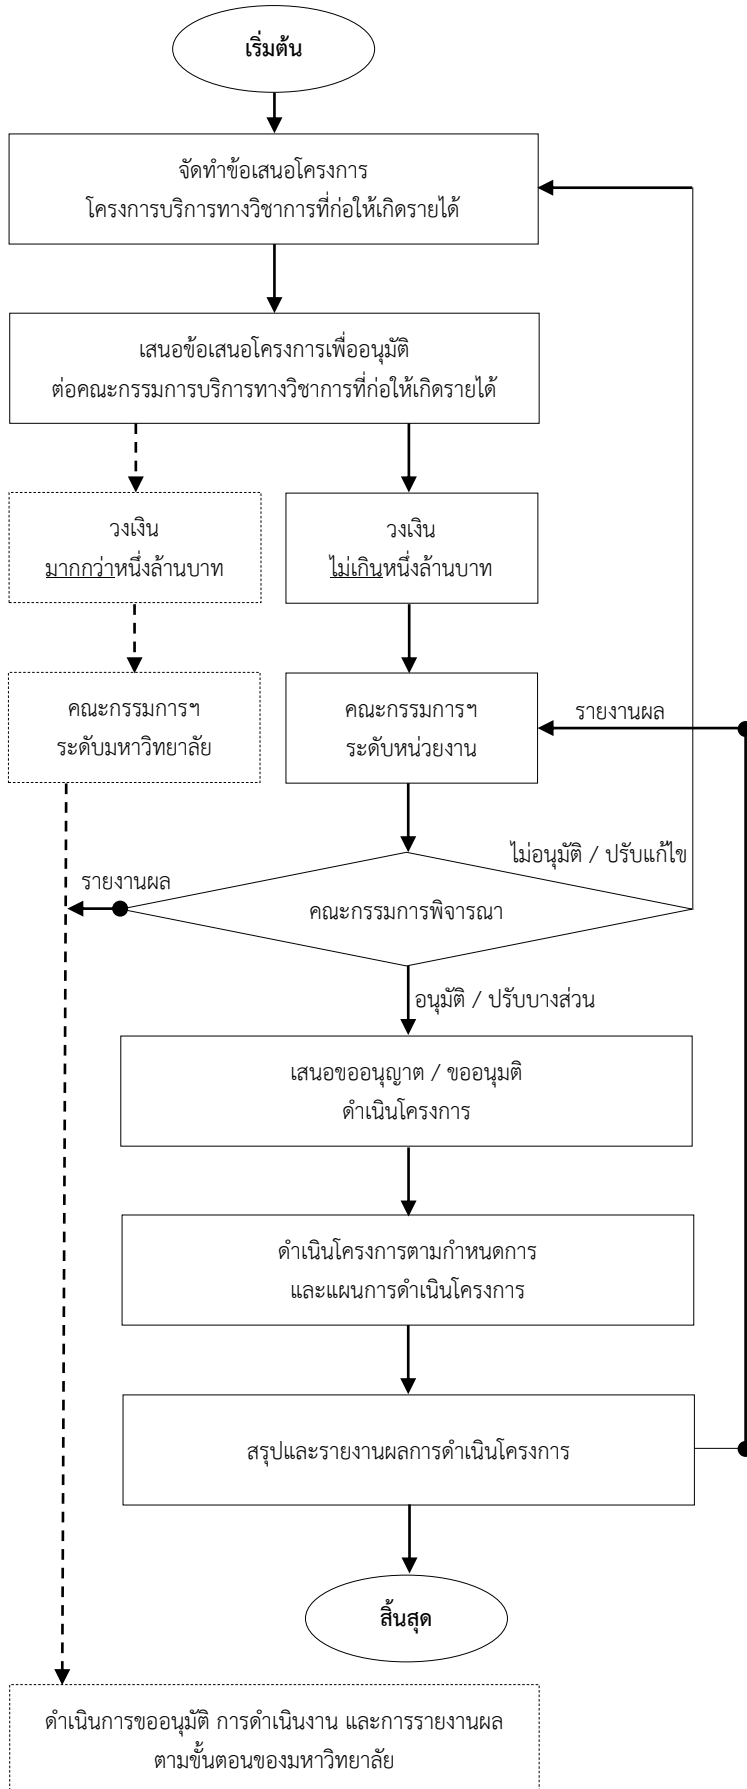 เริ่มต้น
จัดทำข้อเสนอโครงการ
โครงการบริการทางวิชาการที่ก่อให้เกิดรายได้
เสนอข้อเสนอโครงการเพื่ออนุมัติ
ต่อคณะกรรมการบริการทางวิชาการที่ก่อให้เกิดรายได้
วงเงิน
มากกว่าหนึ่งล้านบาท
วงเงิน
ไม่เกินหนึ่งล้านบาท
คณะกรรมการฯ
ระดับมหาวิทยาลัย
คณะกรรมการฯ
ระดับหน่วยงาน
รายงานผล
ไม่อนุมัติ / ปรับแก้ไข
รายงานผล
คณะกรรมการพิจารณา
อนุมัติ / ปรับบางส่วน
เสนอขออนุญาต / ขออนุมติ
ดำเนินโครงการ
ดำเนินโครงการตามกำหนดการ
และแผนการดำเนินโครงการ
สรุปและรายงานผลการดำเนินโครงการ
สิ้นสุด
ดำเนินการขออนุมัติ การดำเนินงาน และการรายงานผล
ตามขั้นตอนของมหาวิทยาลัย